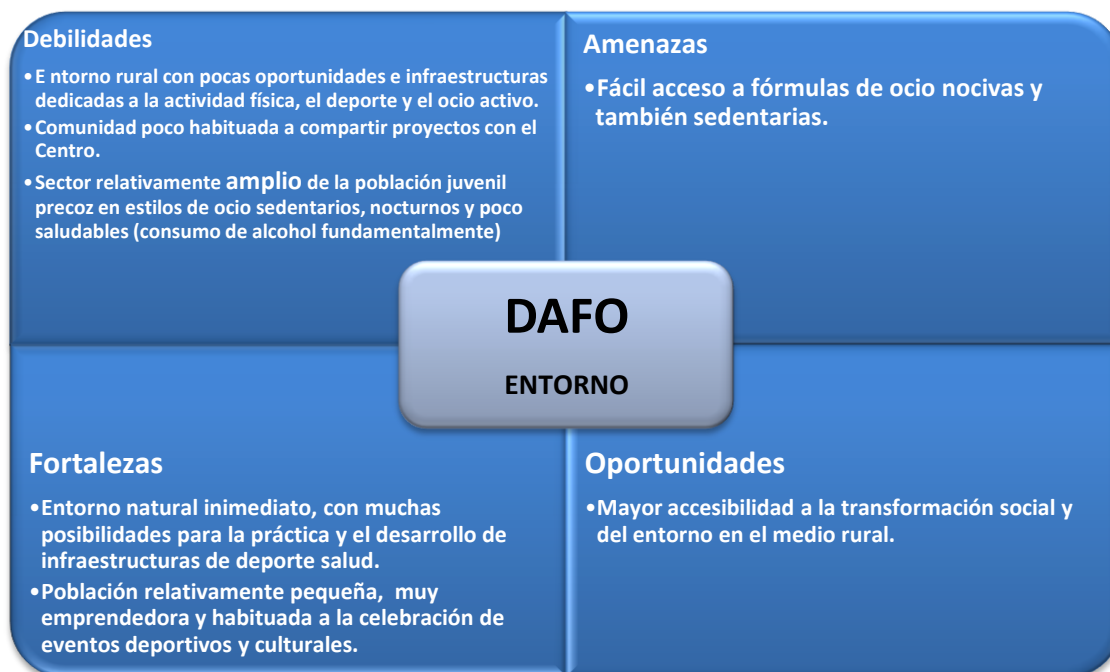 Debilidades
•E ntorno rural con pocas oportunidades e infraestructuras
dedicadas a la actividad física, el deporte y el ocio activo.
•Comunidad poco habituada a compartir proyectos con el
Centro.
•Sector relativamente amplio de la población juvenil
precoz en estilos de ocio sedentarios, nocturnos y poco
saludables (consumo de alcohol fundamentalmente)
Amenazas
•Fácil acceso a fórmulas de ocio nocivas y
también sedentarias.
DAFO
ENTORNO
Fortalezas
•Entorno natural inimediato, con muchas
posibilidades para la práctica y el desarrollo de
infraestructuras de deporte salud.
•Población relativamente pequeña, muy
emprendedora y habituada a la celebración de
eventos deportivos y culturales.
Oportunidades
•Mayor accesibilidad a la transformación social y
del entorno en el medio rural.